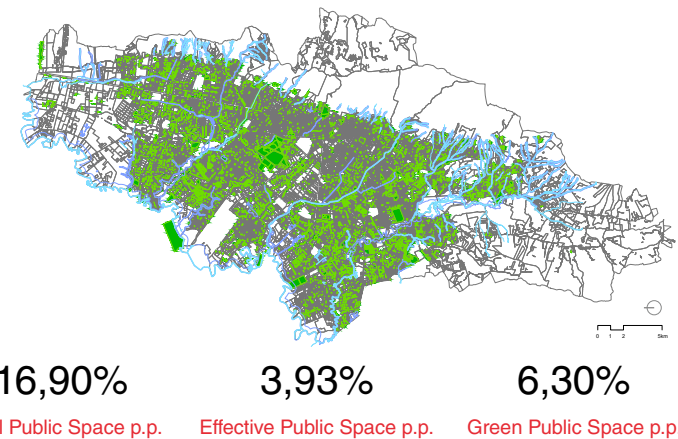 0 1 2 5km
16,90% 3,93% 6,30%
Public Space p.p. Effective Public Space p.p. Green Public Space p.p